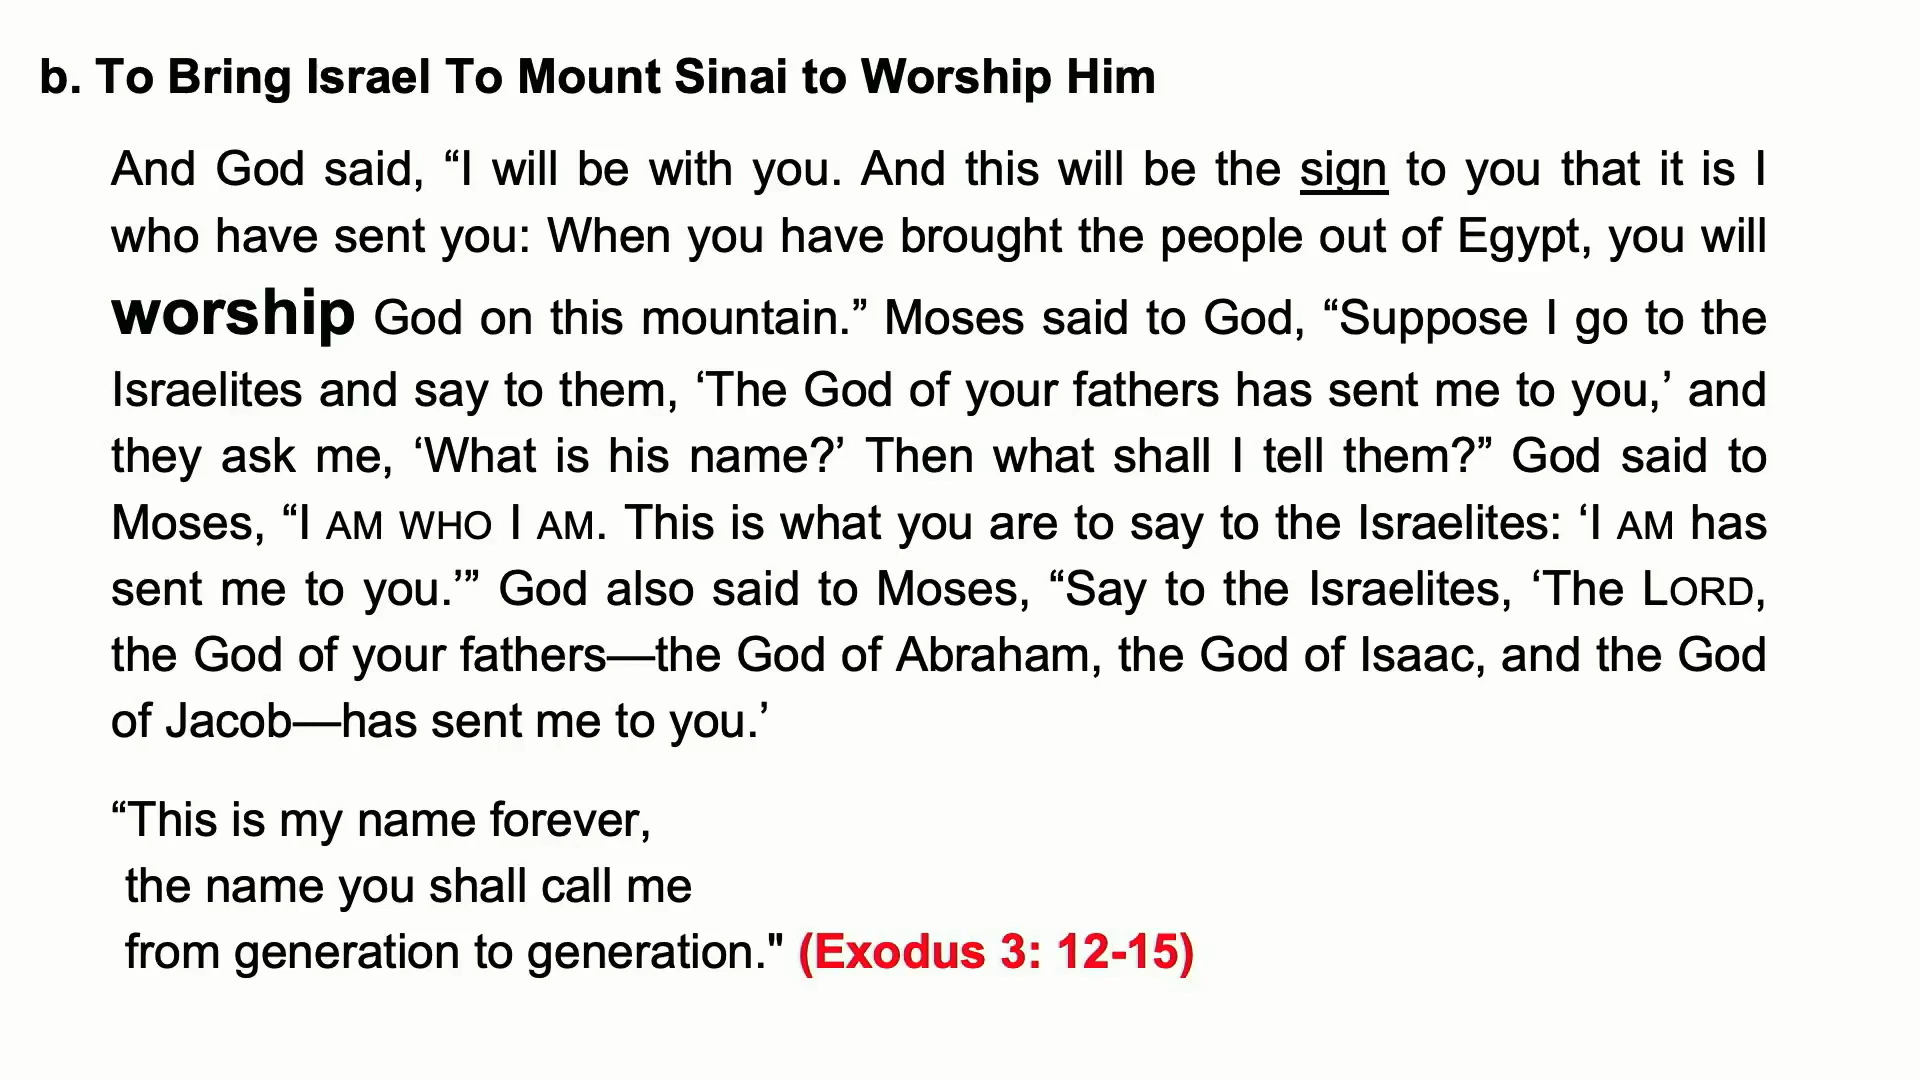 b. To Bring Israel To Mount Sinai to Worship Him
And God said, “I will be with you. And this will be the sign to you that it is I
who have sent you: When you have brought the people out of Egypt, you will
worship God on this mountain.” Moses said to God, “Suppose I go to the
Israelites and say to them, ‘The God of your fathers has sent me to you,’ and
they ask me, ‘What is his name?’ Then what shall I tell them?” God said to
Moses, “I AM WHO I AM. This is what you are to say to the Israelites: ‘I AM has
sent me to you.’” God also said to Moses, “Say to the Israelites, ‘The LORD,
the God of your fathers—the God of Abraham, the God of Isaac, and the God
of Jacob—has sent me to you.’
“This is my name forever,
the name you shall call me
from generation to generation." (Exodus 3: 12-15)